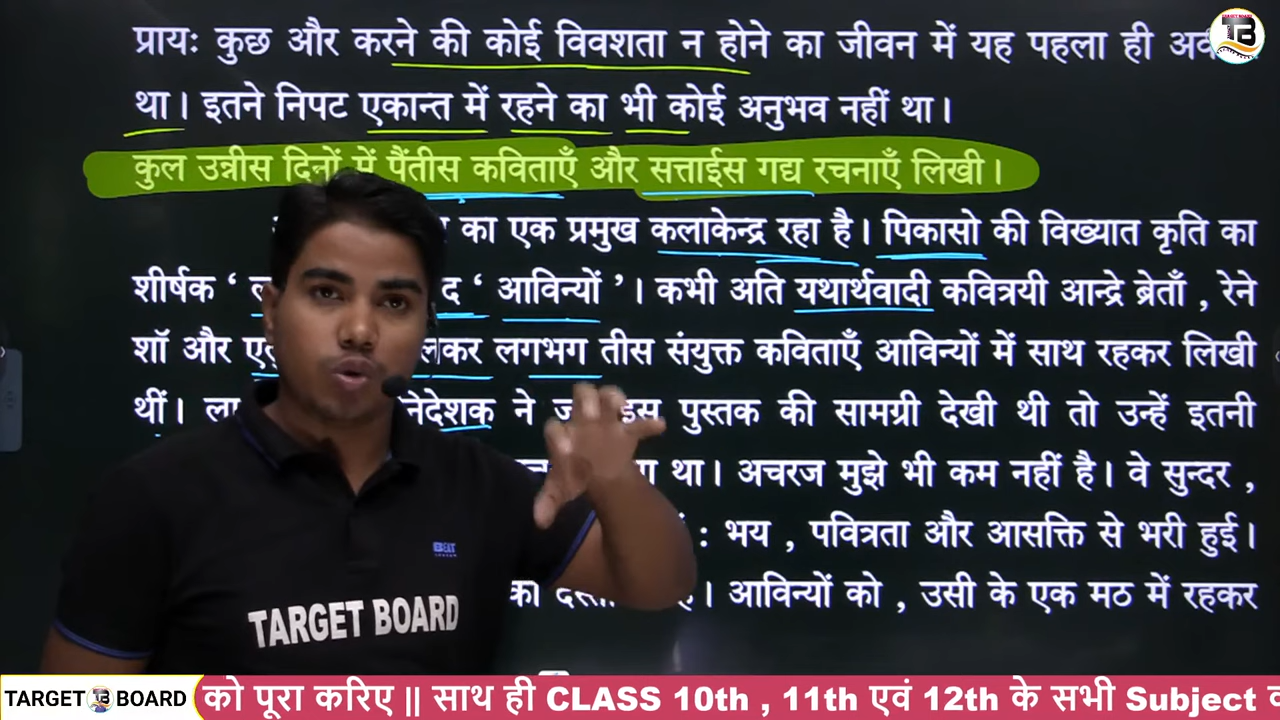 प्रायः कुछ और करने की कोई विवशता न होने का जीवन में यह पहला ही
TB
था। इतने निपट एकान्त में रहने का भी कोई अनुभव नहीं था।
कुल उन्नीस दिनों में पैंतीस कविताएँ और सत्ताईस गद्य रचनाएँ लिखी।
का एक प्रमुख कलाकेन्द्र रहा है। पिकासो की विख्यात कृति का
शीर्षक ‘ द ‘ आविन्यों ’। कभी अति यथार्थवादी कवित्रयी आन्द्रे ब्रेताँ , रेने
शॉ और लगभग तीस संयुक्त कविताएँ आविन्यों में साथ रहकर लिखी
थीं। ने इस पुस्तक की सामग्री देखी थी तो उन्हें इतनी
था। अचरज मुझे भी कम नहीं है। वे सुन्दर ,
: भय , पवित्रता और आसक्ति से भरी हुई।
। आविन्यों को , उसी के एक मठ में रहकर
TARGET BOARD
TARGET TB BOARD को पूरा करिए || साथ ही CLASS 10th , 11th एवं 12th के सभी Subject